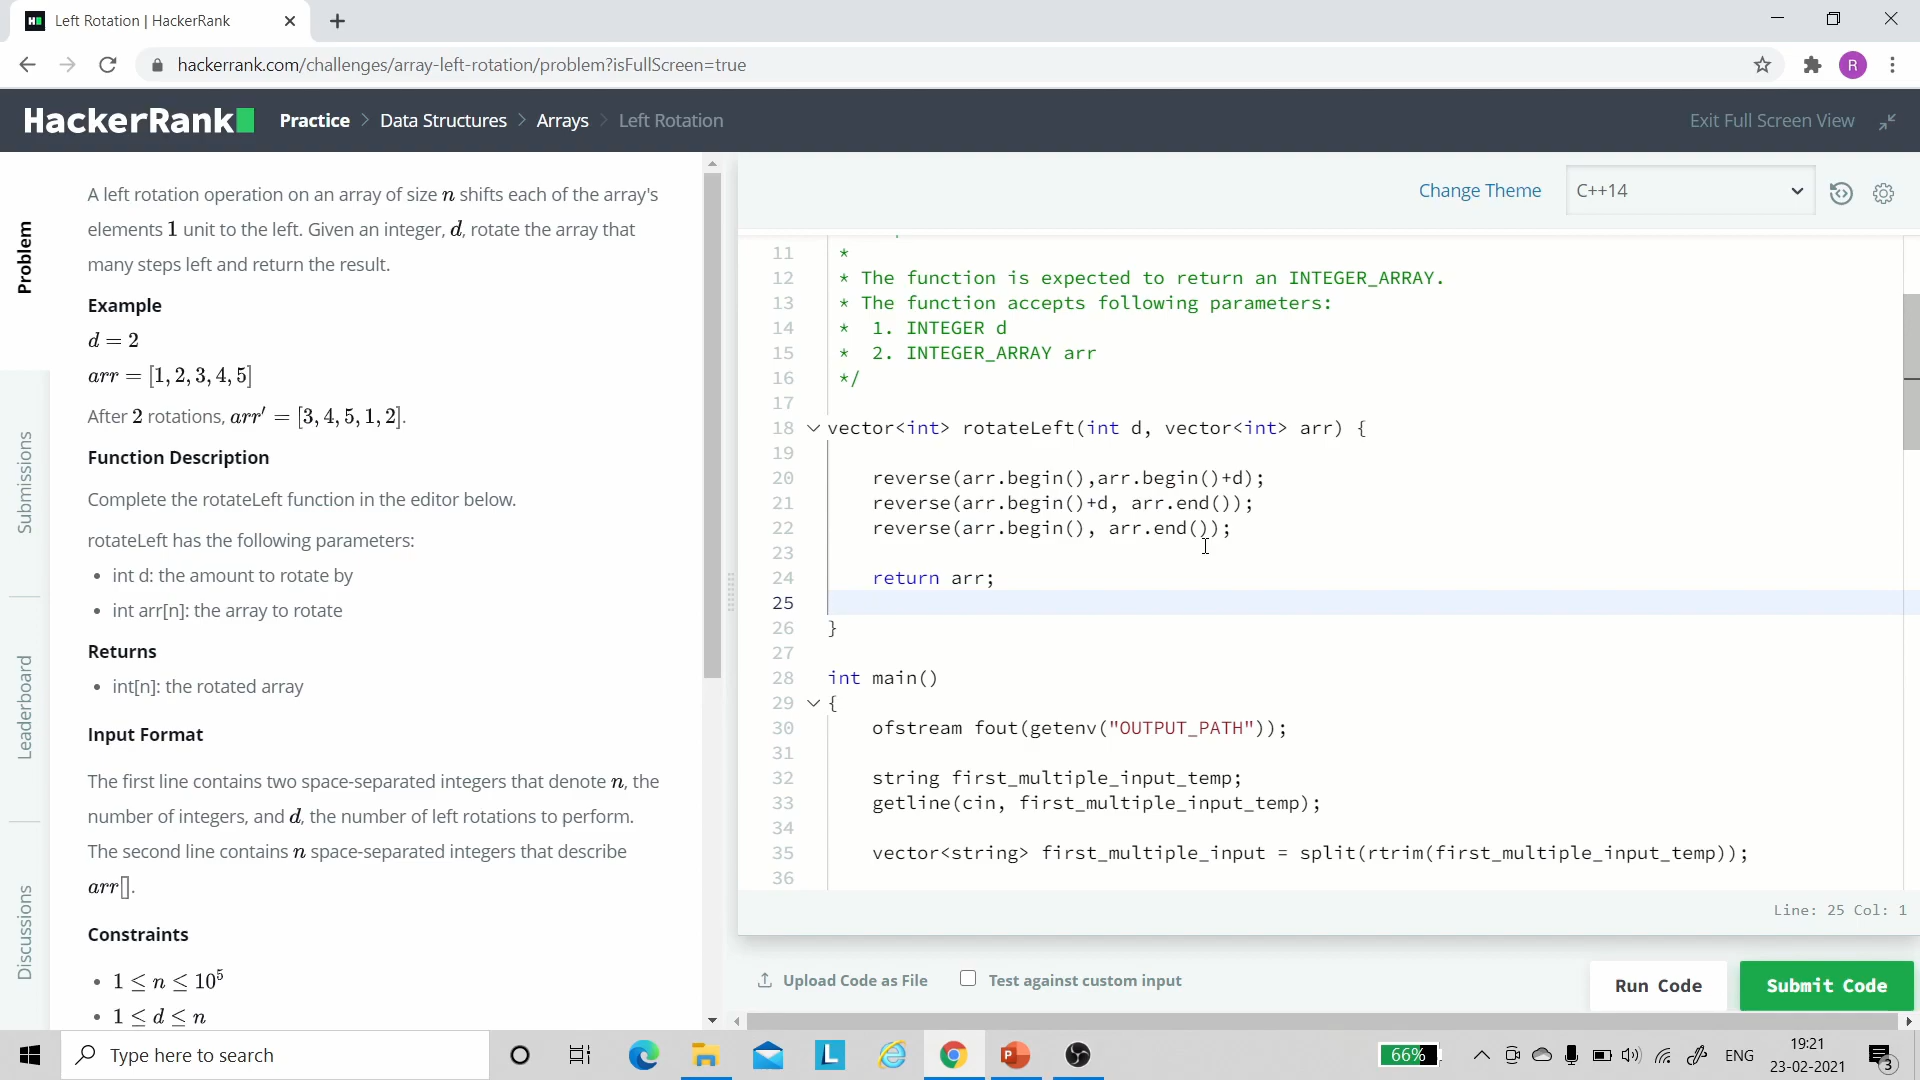 Left Rotation | HackerRank
hackerrank.com/challenges/array-left-rotation/problem?isFullScreen=true
R
HackerRank
Practice > Data Structures > Arrays > Left Rotation
Exit Full Screen View
Problem
Submissions
Leaderboard
Discussions
A left rotation operation on an array of size n shifts each of the array's
elements 1 unit to the left. Given an integer, d, rotate the array that
many steps left and return the result.
Example
d = 2
arr = [1, 2, 3, 4, 5]
After 2 rotations, arr' = [3, 4, 5, 1, 2].
Function Description
Complete the rotateLeft function in the editor below.
rotateLeft has the following parameters:
• int d: the amount to rotate by
• int arr[n]: the array to rotate
Returns
• int[n]: the rotated array
Input Format
The first line contains two space-separated integers that denote n, the
number of integers, and d, the number of left rotations to perform.
The second line contains n space-separated integers that describe
arr[].
Constraints
• 1 ≤ n ≤ 10^5
• 1 ≤ d ≤ n
Change Theme
C++14
11 *
12 * The function is expected to return an INTEGER_ARRAY.
13 * The function accepts following parameters:
14 * 1. INTEGER d
15 * 2. INTEGER_ARRAY arr
16 */
17
18 vector<int> rotateLeft(int d, vector<int> arr) {
19
20 reverse(arr.begin(),arr.begin()+d);
21 reverse(arr.begin()+d, arr.end());
22 reverse(arr.begin(), arr.end());
23
24 return arr;
25
26 }
27
28 int main()
29 {
30 ofstream fout(getenv("OUTPUT_PATH"));
31
32 string first_multiple_input_temp;
33 getline(cin, first_multiple_input_temp);
34
35 vector<string> first_multiple_input = split(rtrim(first_multiple_input_temp));
36
Line: 25 Col: 1
Upload Code as File
Test against custom input
Run Code
Submit Code
Type here to search
66%
ENG
19:21
23-02-2021
3